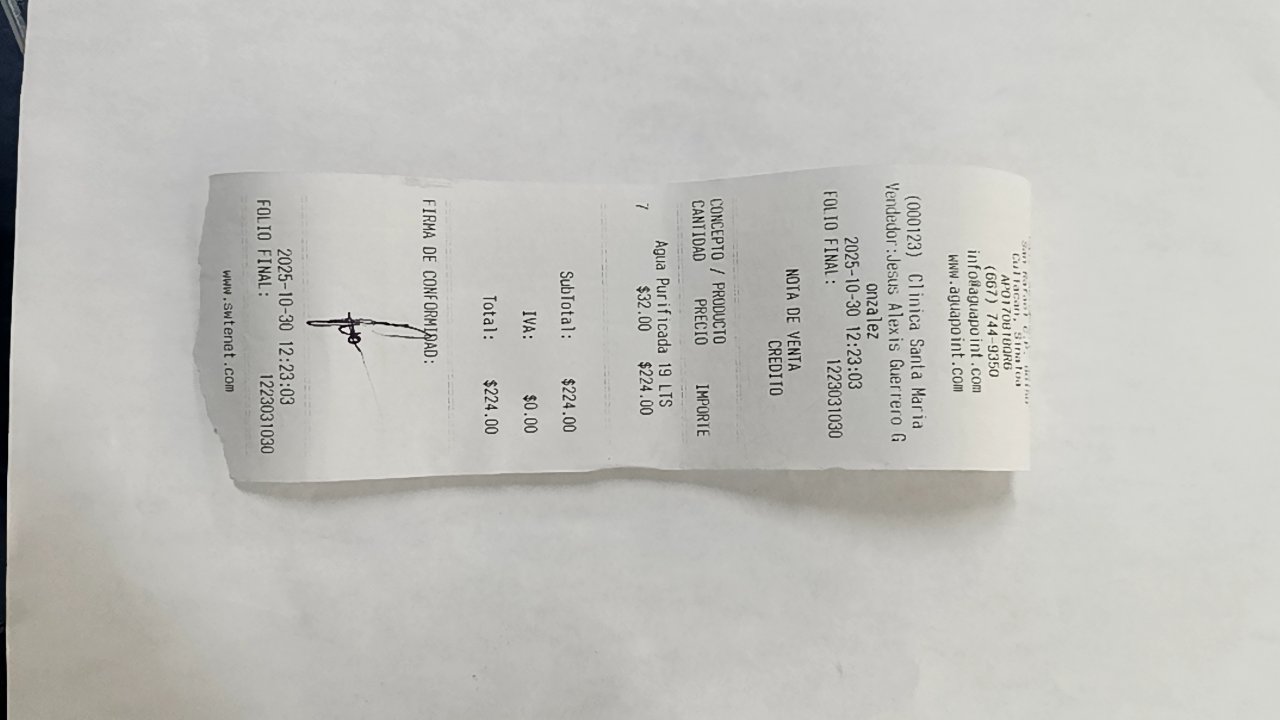 Culiacan, Sinaloa
APO170818QR6
(667) 744-9350
info@aguapoint.com
www.aguapoint.com
(000123) Clinica Santa Maria
Vendedor:Jesus Alexis Guerrero G
onzalez
2025-10-30 12:23:03
FOLIO FINAL: 1223031030
NOTA DE VENTA
CREDITO
CONCEPTO / PRODUCTO
CANTIDAD PRECIO IMPORTE
Agua Purificada 19 LTS
7 $32.00 $224.00
SubTotal: $224.00
IVA: $0.00
Total: $224.00
FIRMA DE CONFORMIDAD:
2025-10-30 12:23:03
FOLIO FINAL: 1223031030
www.swtenet.com